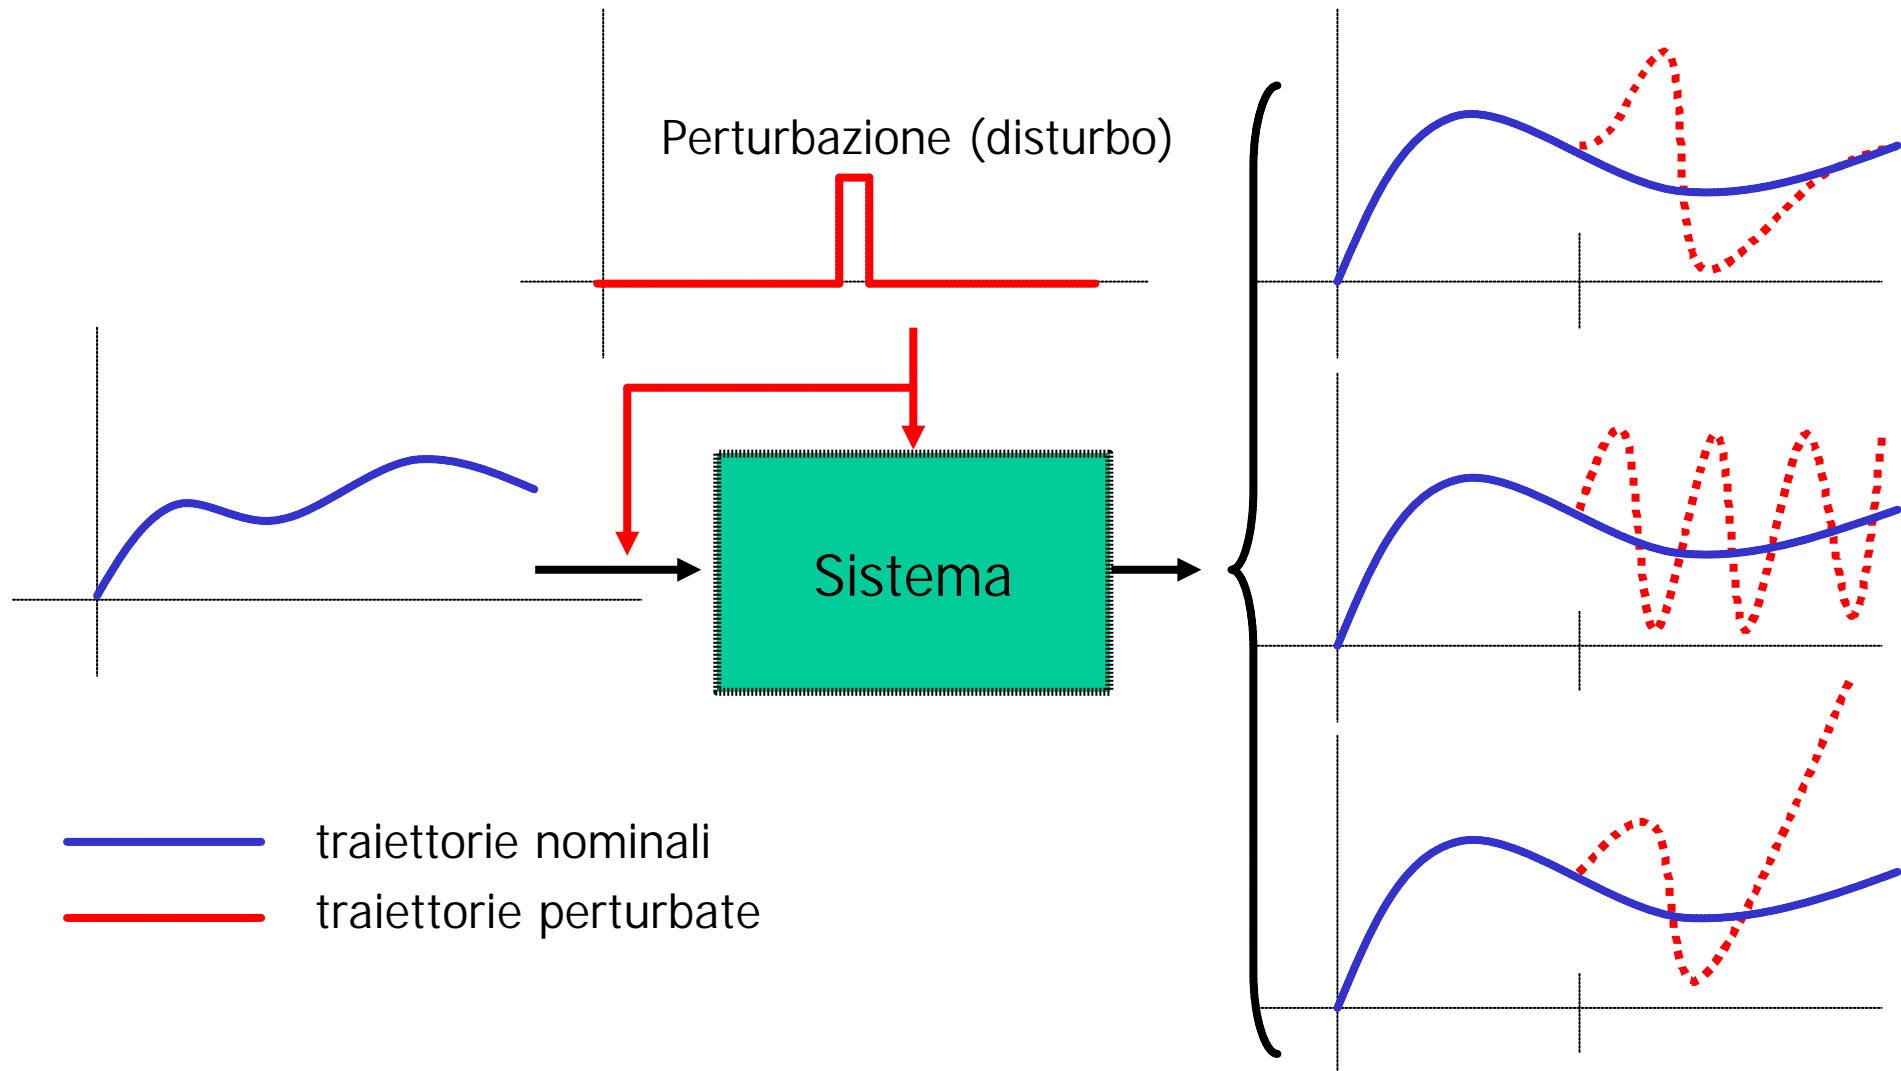 Perturbazione (disturbo)
Sistema
traiettorie nominali
traiettorie perturbate